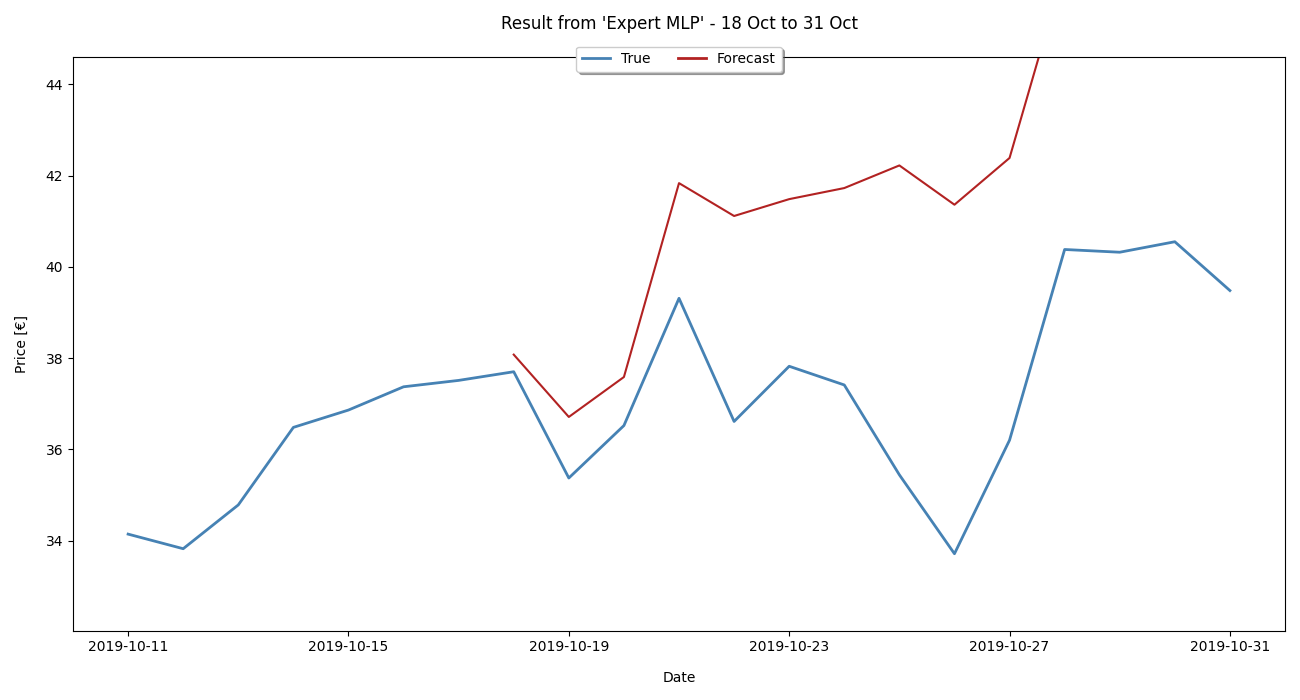 Result from 'Expert MLP' - 18 Oct to 31 Oct
True Forecast
44
42
40
38
36
34
Price [€]
2019-10-11 2019-10-15 2019-10-19 2019-10-23 2019-10-27 2019-10-31
Date